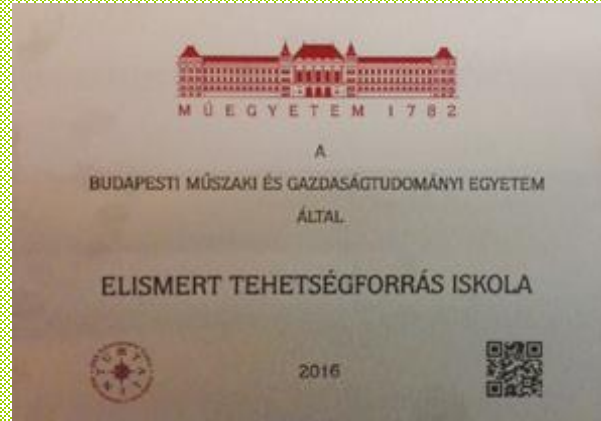 MŰEGYETEM 1782
A
BUDAPESTI MŰSZAKI ÉS GAZDASÁGTUDOMÁNYI EGYETEM
ÁLTAL
ELISMERT TEHETSÉGFORRÁS ISKOLA
2016